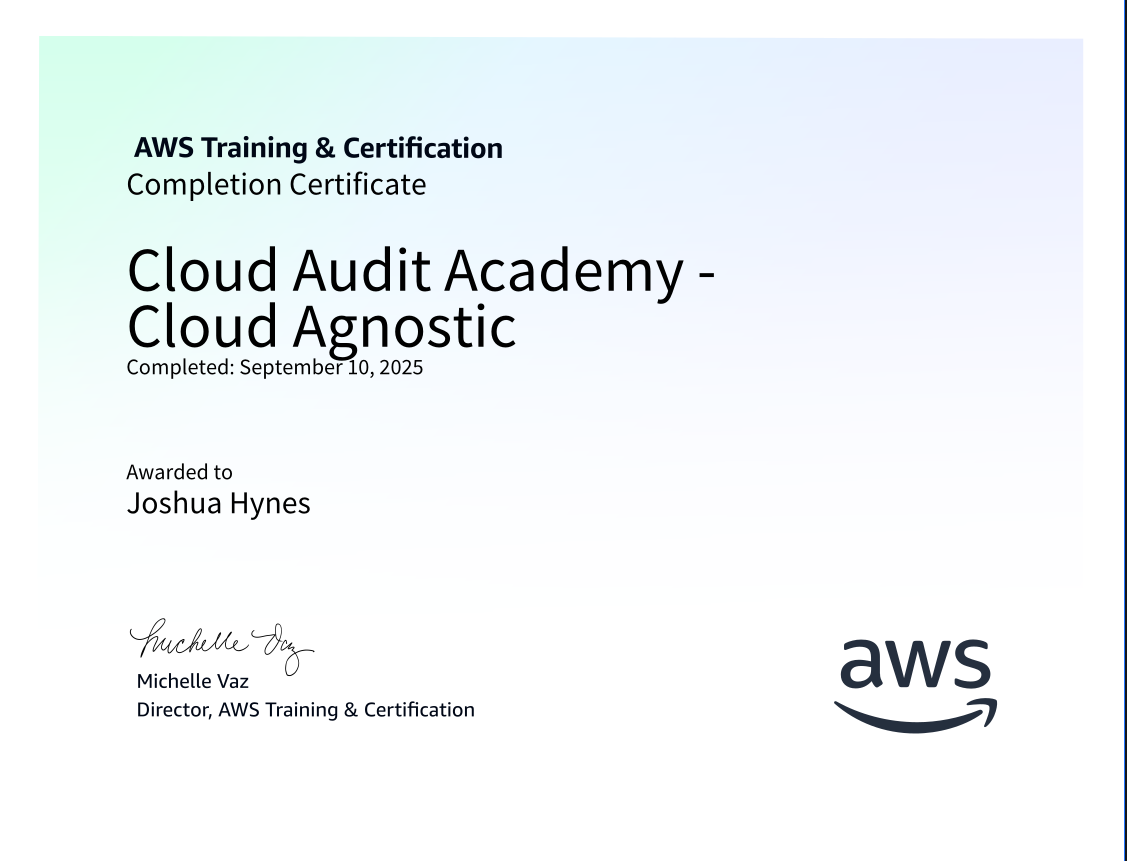 AWS Training & Certification
Completion Certificate
Cloud Audit Academy -
Cloud Agnostic
Completed: September 10, 2025
Awarded to
Joshua Hynes
Michelle Vaz
Michelle Vaz
Director, AWS Training & Certification
aws